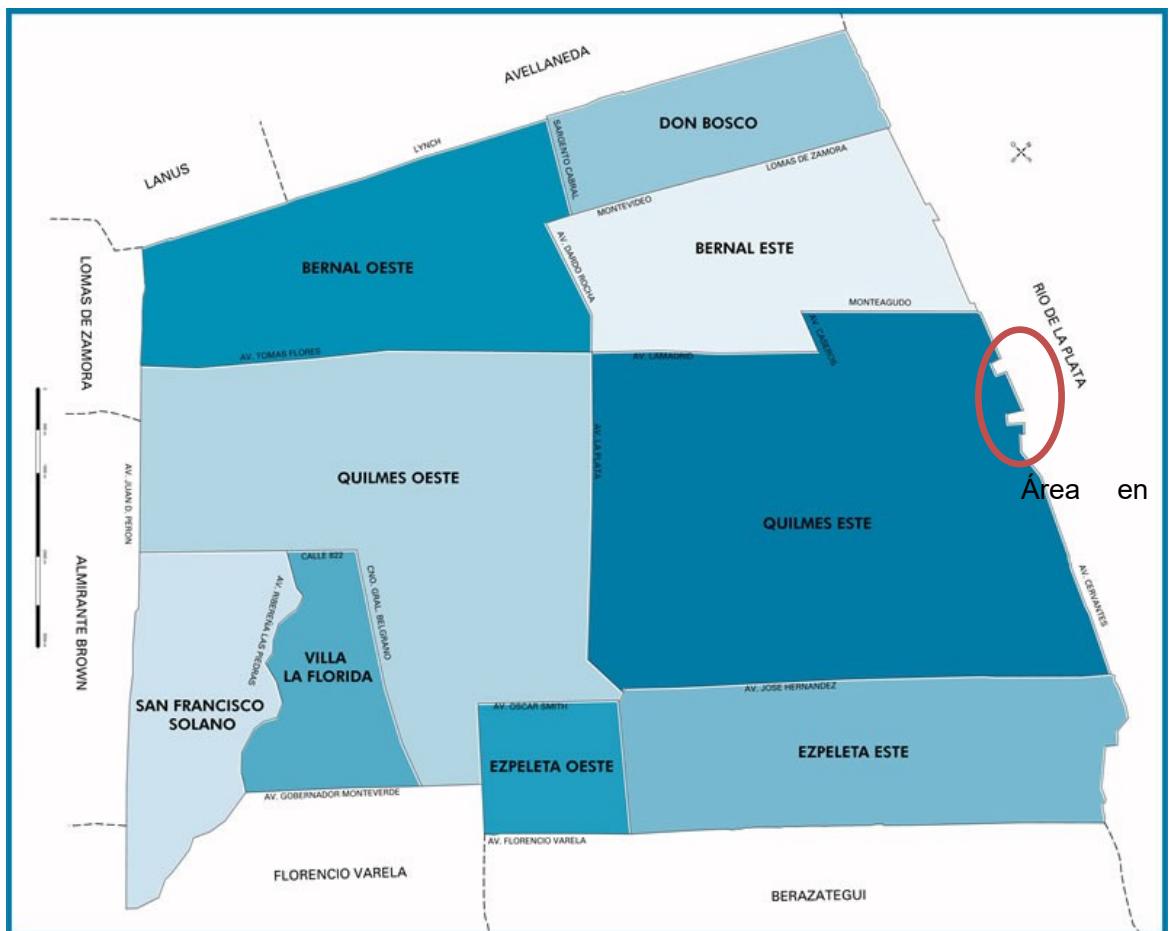 AVELLANEDA
DON BOSCO
LYNCH
SARGENTO CABRAL
LANUS
LOMAS DE ZAMORA
MONTEVIDEO
BERNAL ESTE
AV. DARDO ROCHA
BERNAL OESTE
LOMAS DE ZAMORA
RIO DE LA PLATA
MONTEAGUDO
AV. CASEROS
AV. TOMAS FLORES
AV. LAMADRID
AV. LA PLATA
QUILMES OESTE
AV. JUAN D. PERON
Área en
QUILMES ESTE
CALLE 822
CNO. GRAL. BELGRANO
AV. RIBEREÑA LAS PIEDRAS
AV. CERVANTES
ALMIRANTE BROWN
VILLA
LA FLORIDA
AV. JOSE HERNANDEZ
SAN FRANCISCO
SOLANO
AV. OSCAR SMITH
EZPELETA OESTE
EZPELETA ESTE
AV. GOBERNADOR MONTEVERDE
AV. FLORENCIO VARELA
FLORENCIO VARELA
BERAZATEGUI